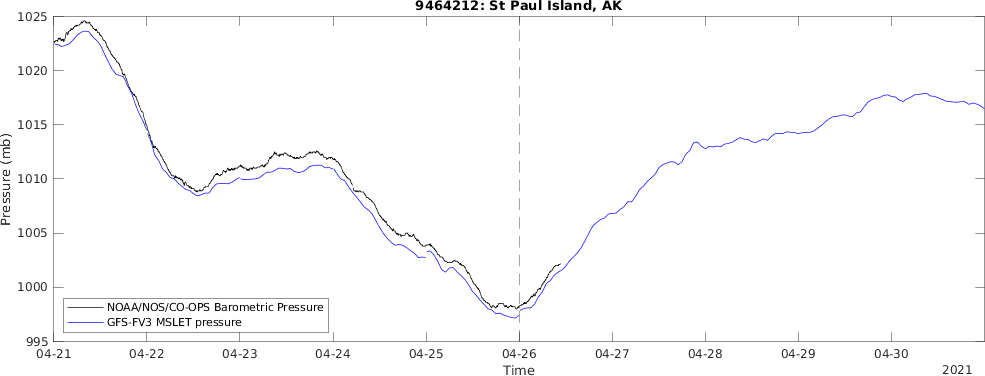 9464212: St Paul Island, AK
Pressure (mb)
1025
1020
1015
1010
1005
1000
995
NOAA/NOS/CO-OPS Barometric Pressure
GFS-FV3 MSLET pressure
04-21 04-22 04-23 04-24 04-25 04-26 04-27 04-28 04-29 04-30
Time
2021